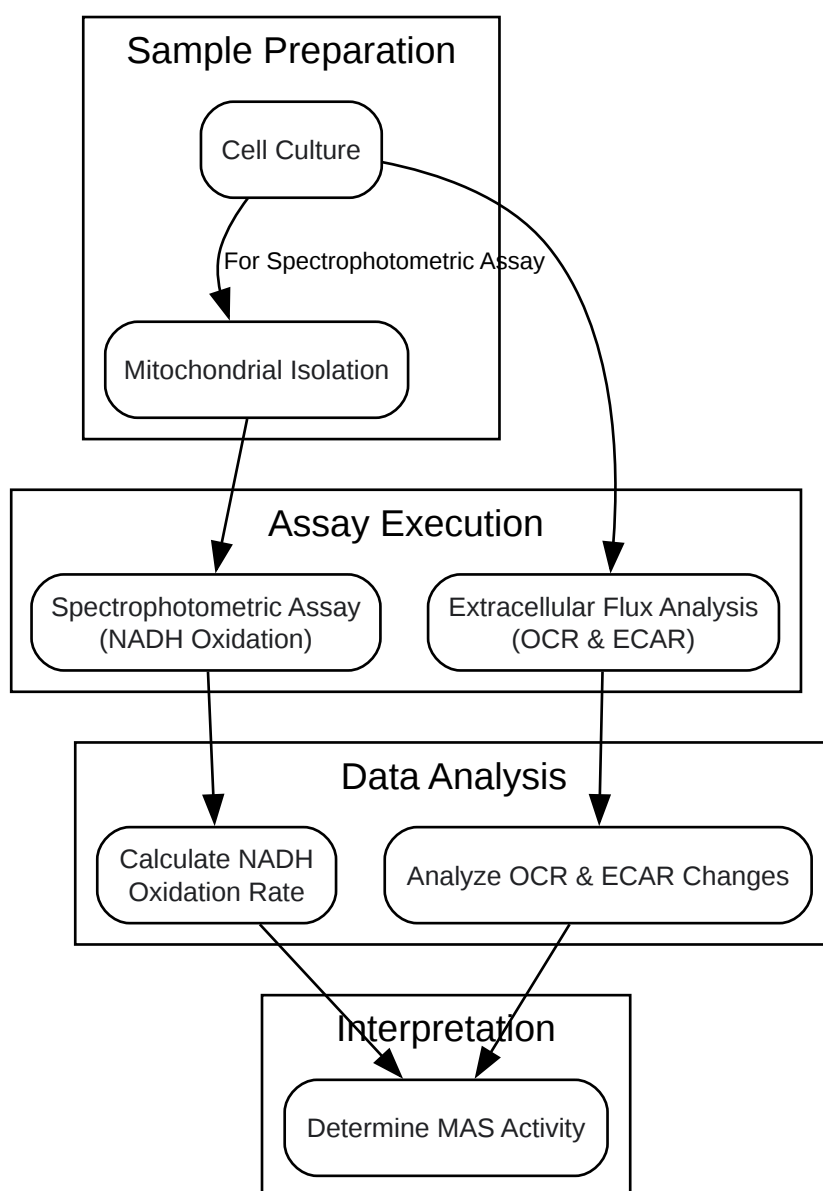 Sample Preparation
Cell Culture
For Spectrophotometric Assay
Mitochondrial Isolation
Assay Execution
Spectrophotometric Assay
(NADH Oxidation)
Extracellular Flux Analysis
(OCR & ECAR)
Data Analysis
Calculate NADH
Oxidation Rate
Analyze OCR & ECAR Changes
Interpretation
Determine MAS Activity